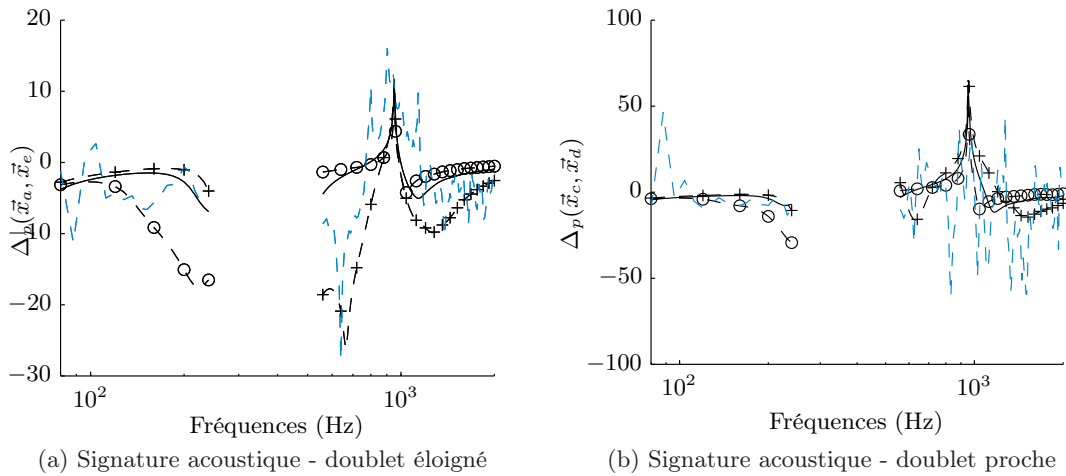 20
10
0
−10
−20
−30
10²
10³
Δp(x⃗a, x⃗e)
Fréquences (Hz)
(a) Signature acoustique - doublet éloigné
100
50
0
−50
−100
10²
10³
Δp(x⃗c, x⃗d)
Fréquences (Hz)
(b) Signature acoustique - doublet proche